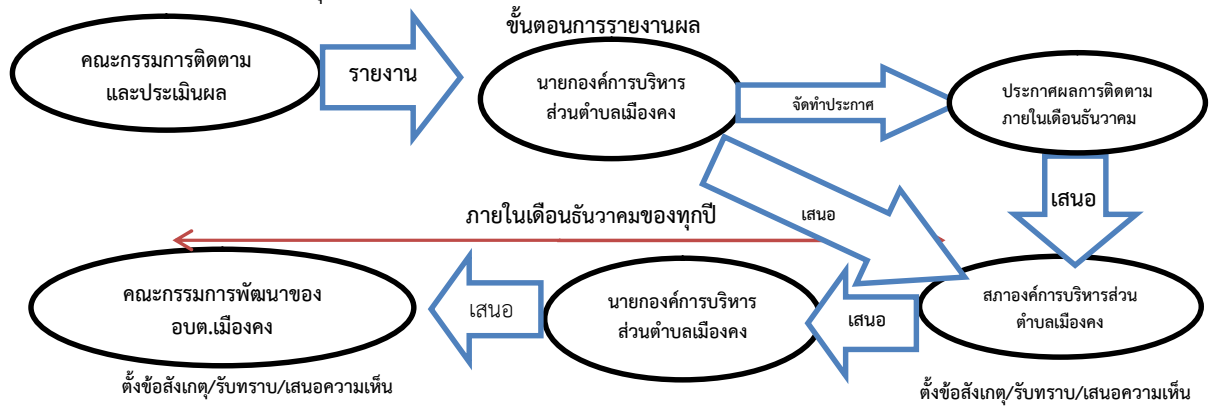 ขั้นตอนการรายงานผล
คณะกรรมการติดตาม
และประเมินผล
รายงาน
นายกองค์การบริหาร
ส่วนตำบลเมืองคง
จัดทำประกาศ
ประกาศผลการติดตาม
ภายในเดือนธันวาคม
เสนอ
เสนอ
ภายในเดือนธันวาคมของทุกปี
คณะกรรมการพัฒนาของ
อบต.เมืองคง
เสนอ
นายกองค์การบริหาร
ส่วนตำบลเมืองคง
เสนอ
สภาองค์การบริหารส่วน
ตำบลเมืองคง
ตั้งข้อสังเกตุ/รับทราบ/เสนอความเห็น
ตั้งข้อสังเกตุ/รับทราบ/เสนอความเห็น